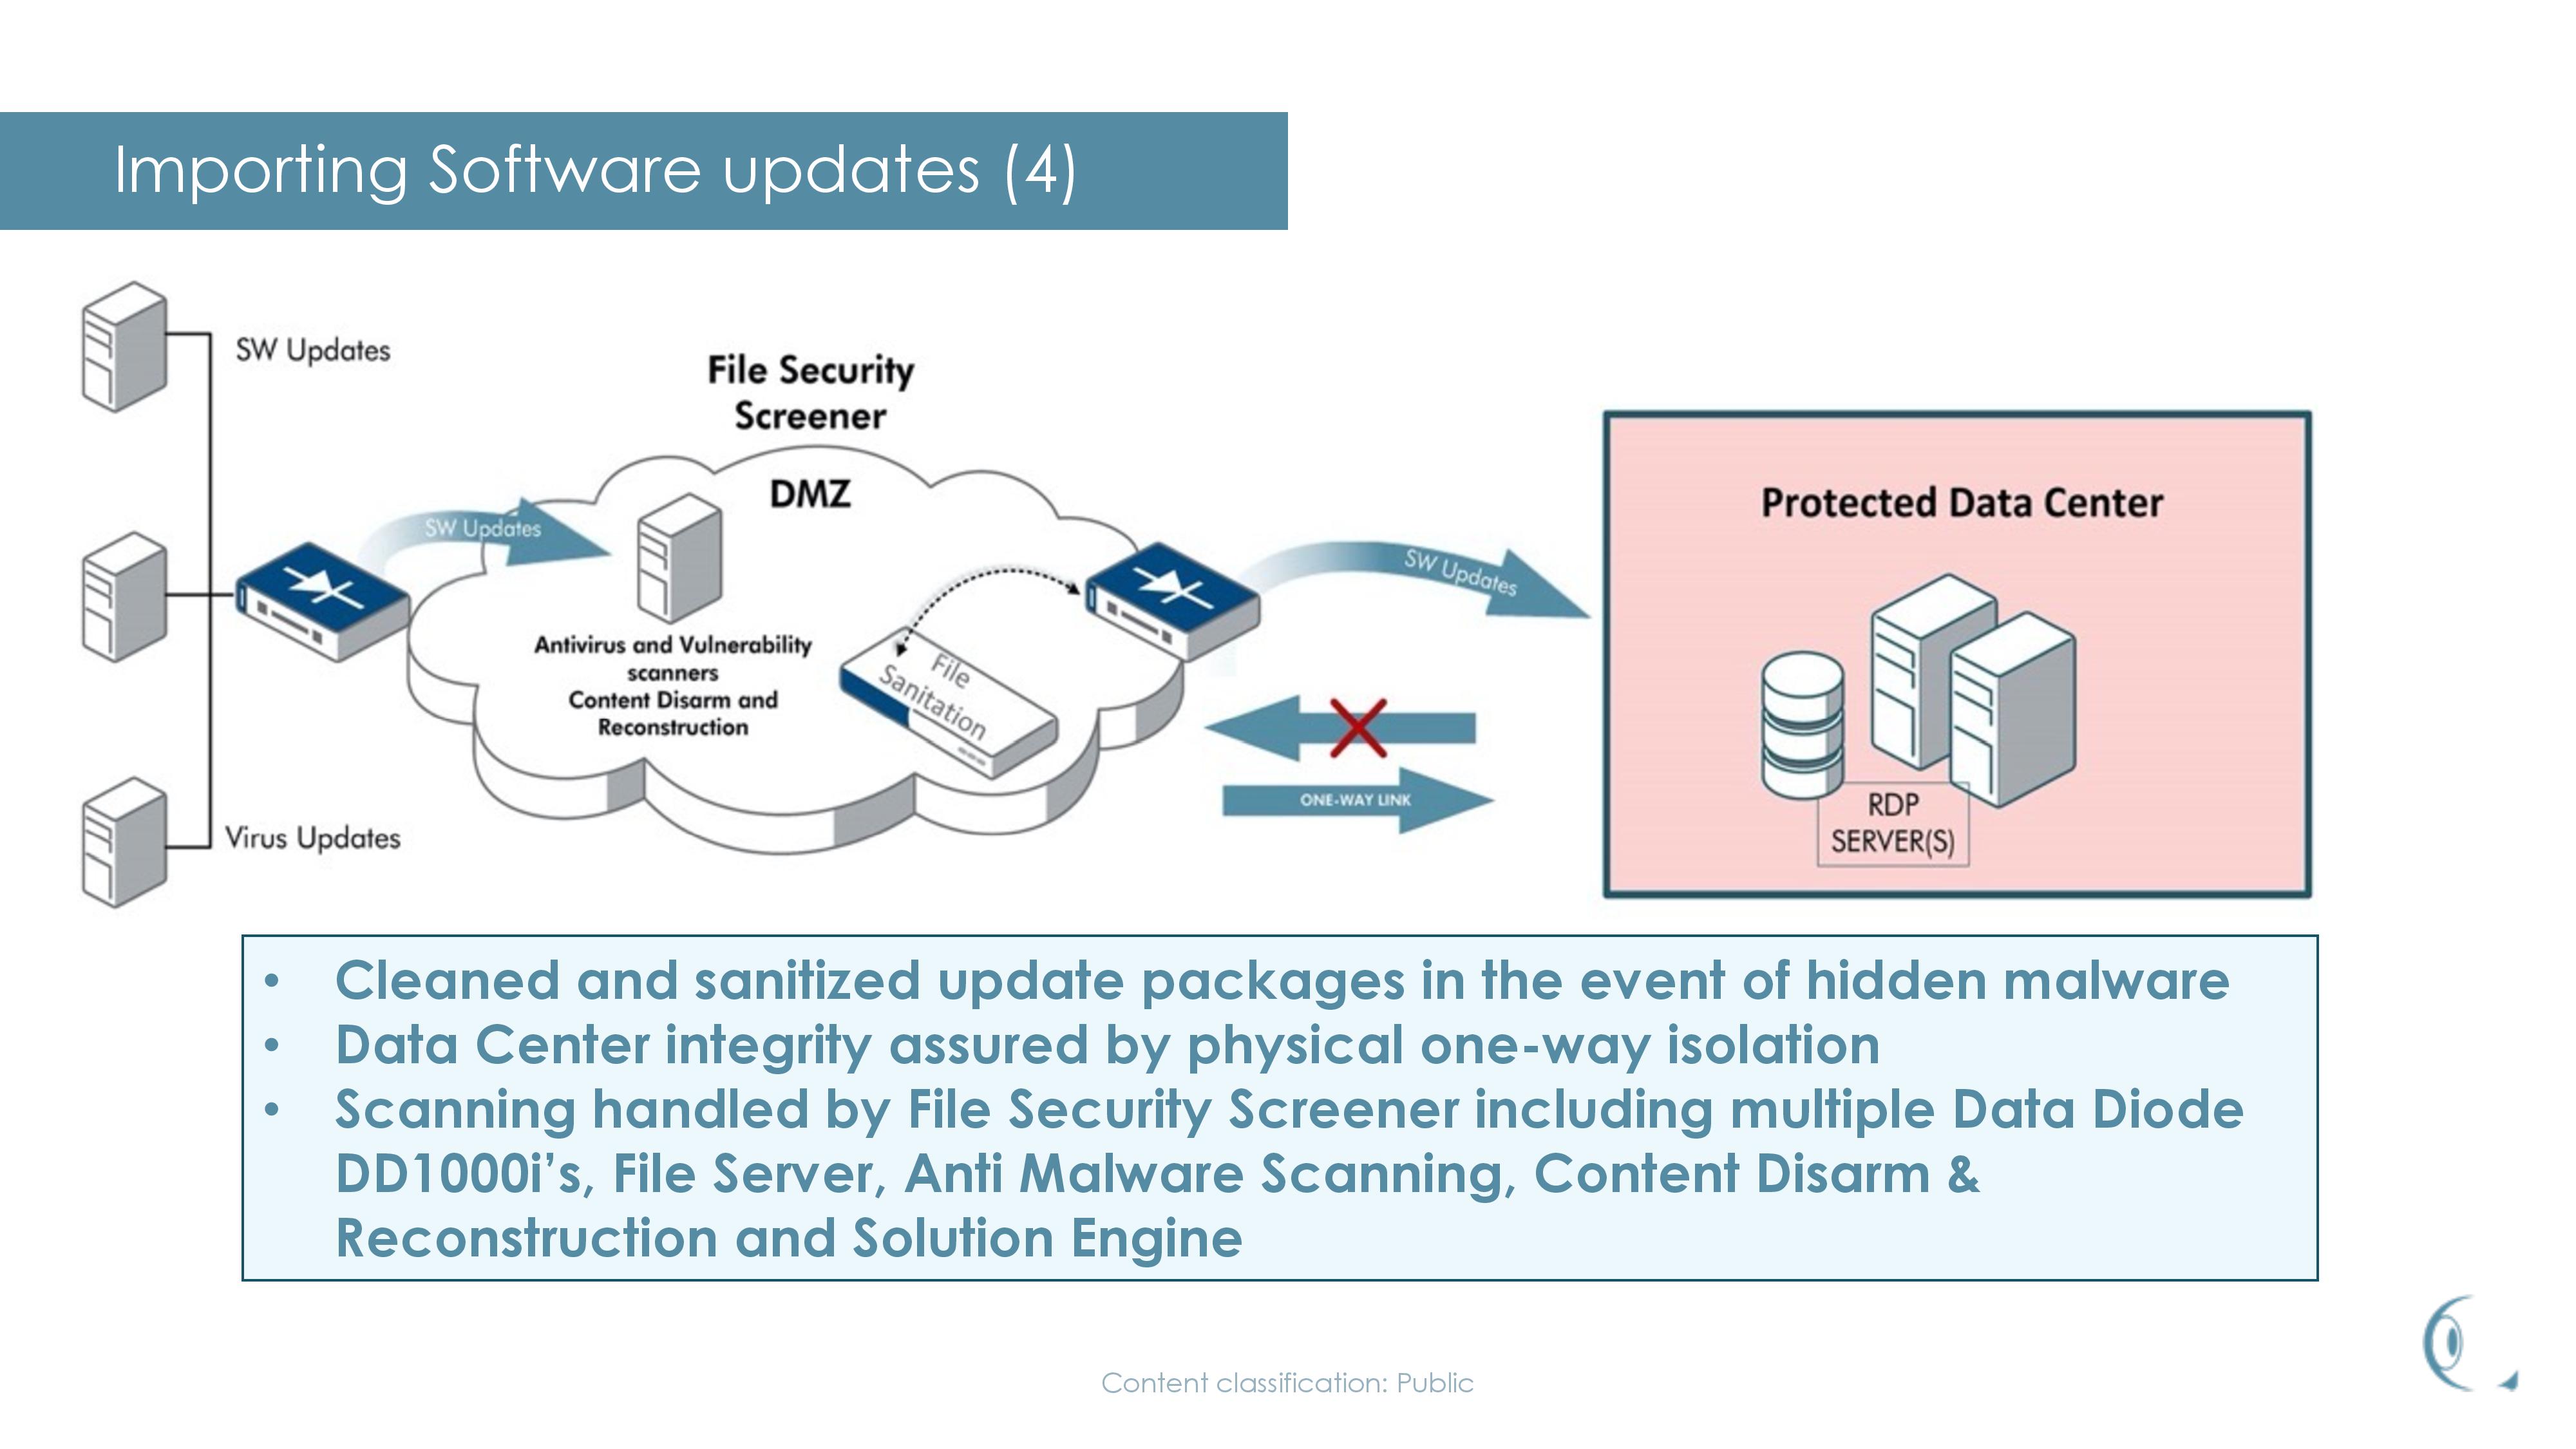 Importing Software updates (4)
SW Updates
File Security
Screener
DMZ
SW Updates
Antivirus and Vulnerability
scanners
Content Disarm and
Reconstruction
File
Sanitation
SW Updates
ONE-WAY LINK
Protected Data Center
RDP
SERVER(S)
Virus Updates
• Cleaned and sanitized update packages in the event of hidden malware
• Data Center integrity assured by physical one-way isolation
• Scanning handled by File Security Screener including multiple Data Diode
DD1000i’s, File Server, Anti Malware Scanning, Content Disarm &
Reconstruction and Solution Engine
Content classification: Public